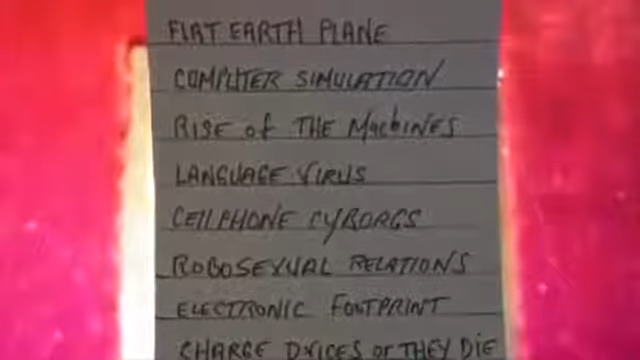 FLAT EARTH PLANE
COMPUTER SIMULATION
RISE of THE MachINES
LANGUAGE VIRUS
CELLPHONE CYBORGS
ROBOSEXUAL RELATIONS
ELECTRONIC FOOTPRINT
CHARGE DVICES or THEY DIE